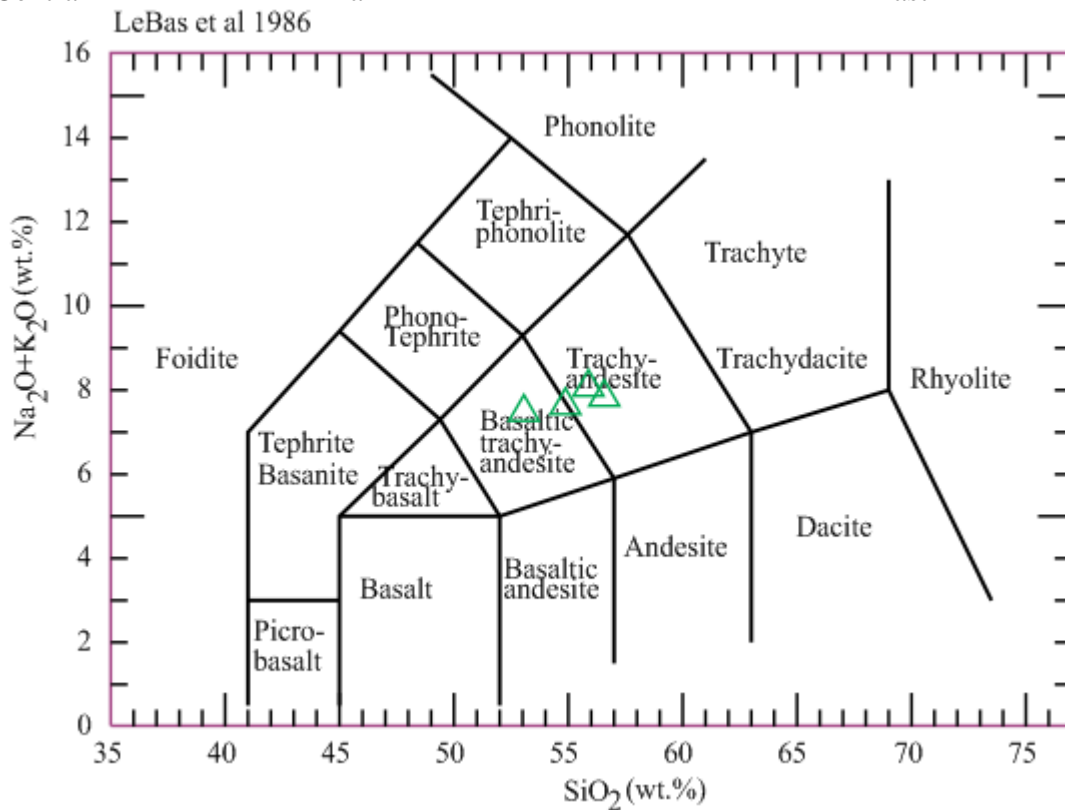 LeBas et al 1986
16
14
12
10
8
6
4
2
0
Na2O+K2O (wt.%)
Phonolite
Tephri-
phonolite
Trachyte
Phono-
Tephrite
Foidite
Trachy-
andesite
Trachydacite
Rhyolite
Basaltic
trachy-
andesite
Tephrite
Basanite
Trachy-
basalt
Dacite
Andesite
Basaltic
andesite
Basalt
Picro-
basalt
35 40 45 50 55 60 65 70 75
SiO2 (wt.%)